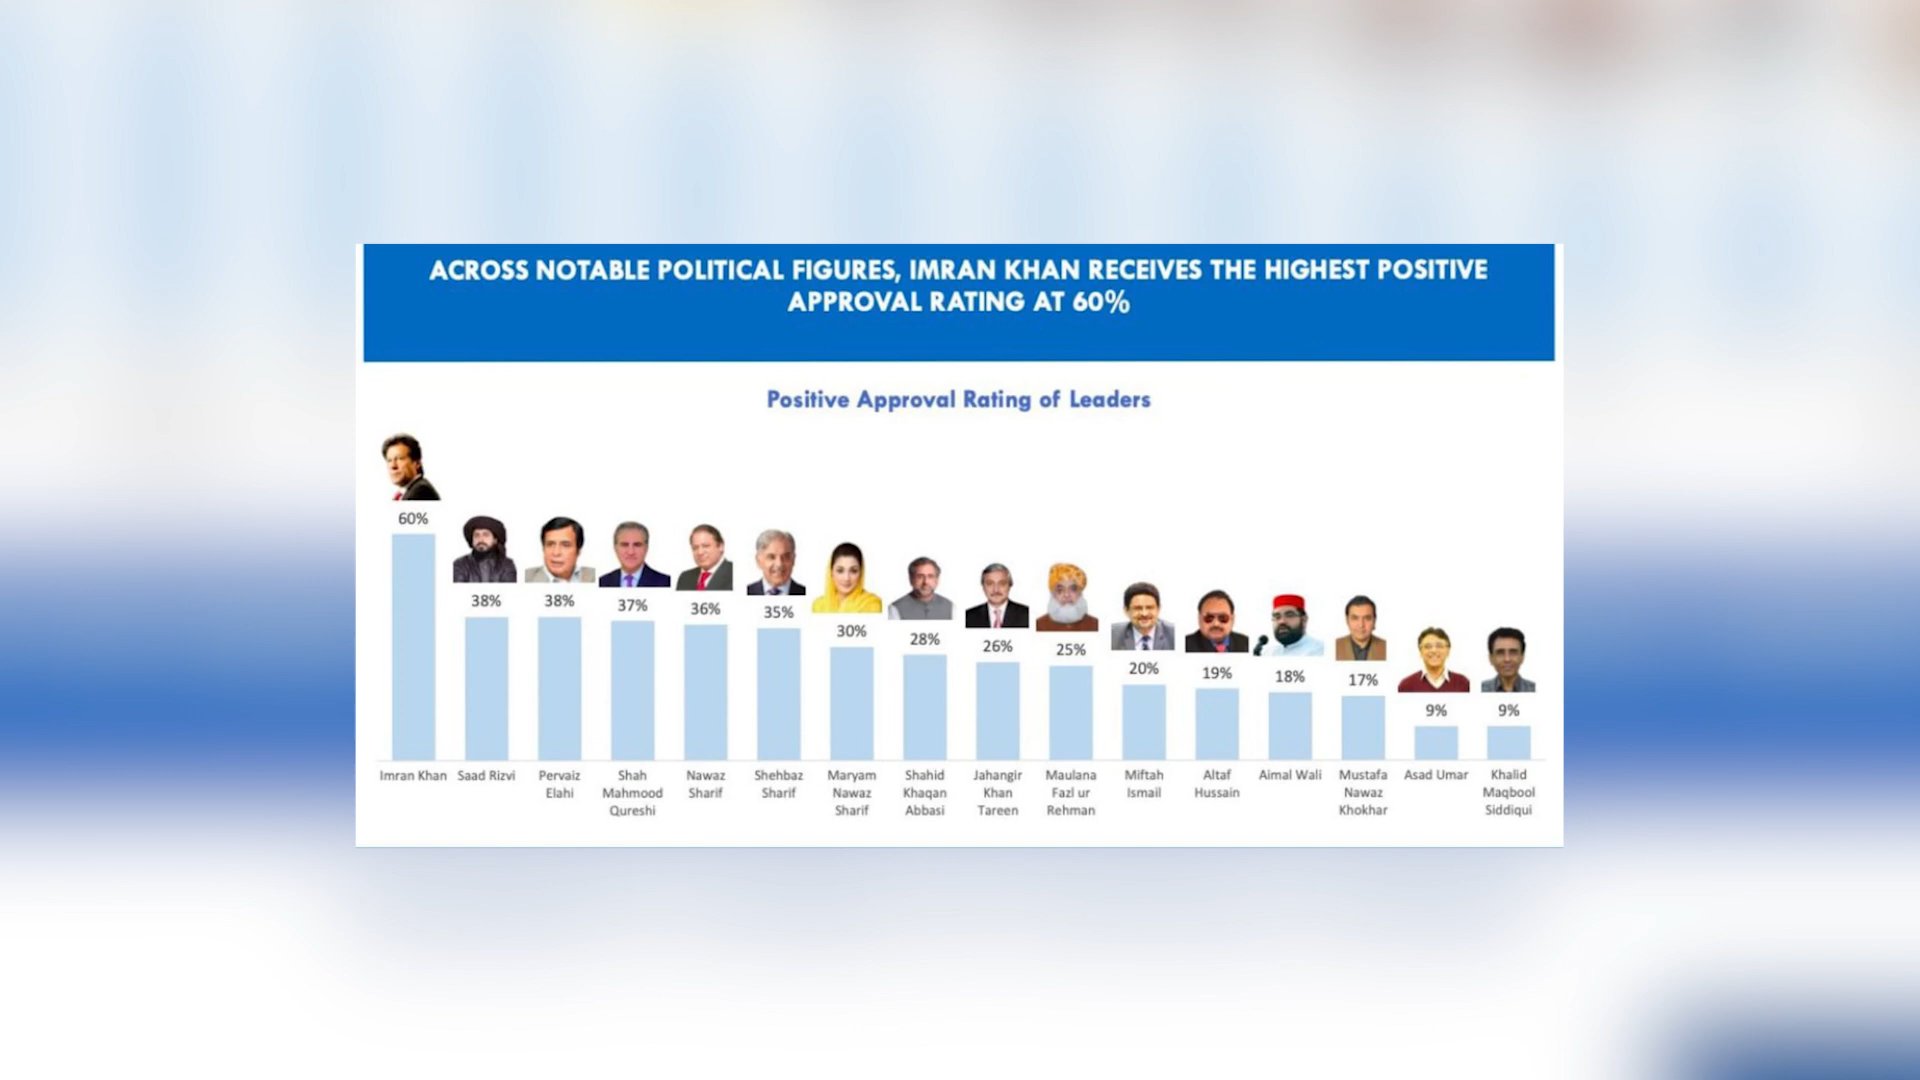 ACROSS NOTABLE POLITICAL FIGURES, IMRAN KHAN RECEIVES THE HIGHEST POSITIVE
APPROVAL RATING AT 60%
Positive Approval Rating of Leaders
60%
38%
38%
37%
36%
35%
30%
28%
26%
25%
20%
19%
18%
17%
9%
9%
Imran Khan
Saad Rizvi
Pervaiz
Elahi
Shah
Mahmood
Qureshi
Nawaz
Sharif
Shehbaz
Sharif
Maryam
Nawaz
Sharif
Shahid
Khaqan
Abbasi
Jahangir
Khan
Tareen
Maulana
Fazl ur
Rehman
Miftah
Ismail
Altaf
Hussain
Aimal Wali
Mustafa
Nawaz
Khokhar
Asad Umar
Khalid
Maqbool
Siddiqui